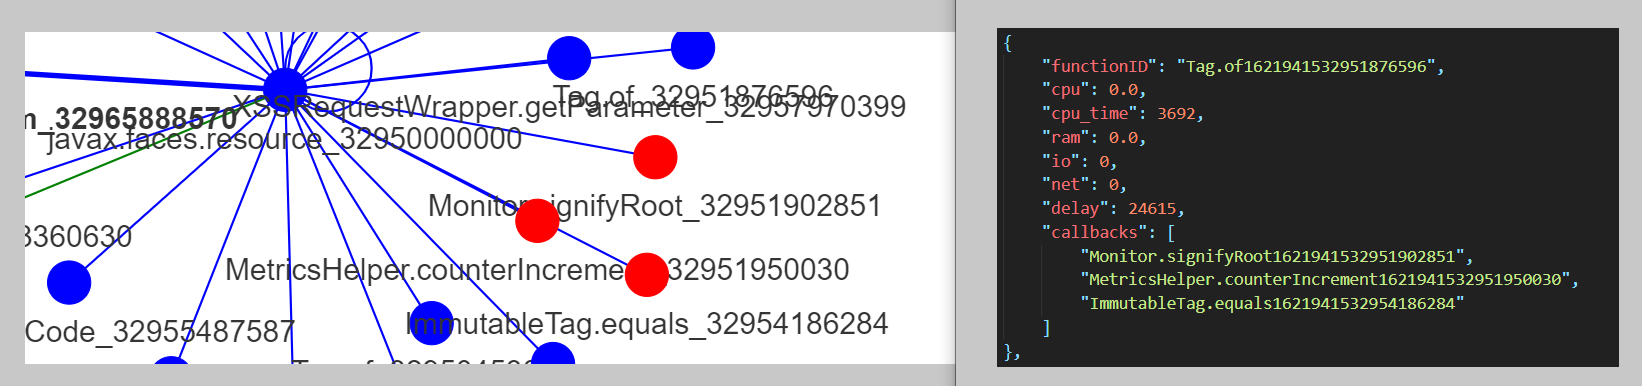 Tag.of_32951876596
XSSRequestWrapper.getParameter_32957970399
n_32965888570
javax.faces.resource_32950000000
Monitor.signifyRoot_32951902851
3360630
MetricsHelper.counterIncrement_32951950030
ImmutableTag.equals_32954186284
Code_32955487587
{
"functionID": "Tag.of1621941532951876596",
"cpu": 0.0,
"cpu_time": 3692,
"ram": 0.0,
"io": 0,
"net": 0,
"delay": 24615,
"callbacks": [
"Monitor.signifyRoot1621941532951902851",
"MetricsHelper.counterIncrement1621941532951950030",
"ImmutableTag.equals1621941532954186284"
]
},